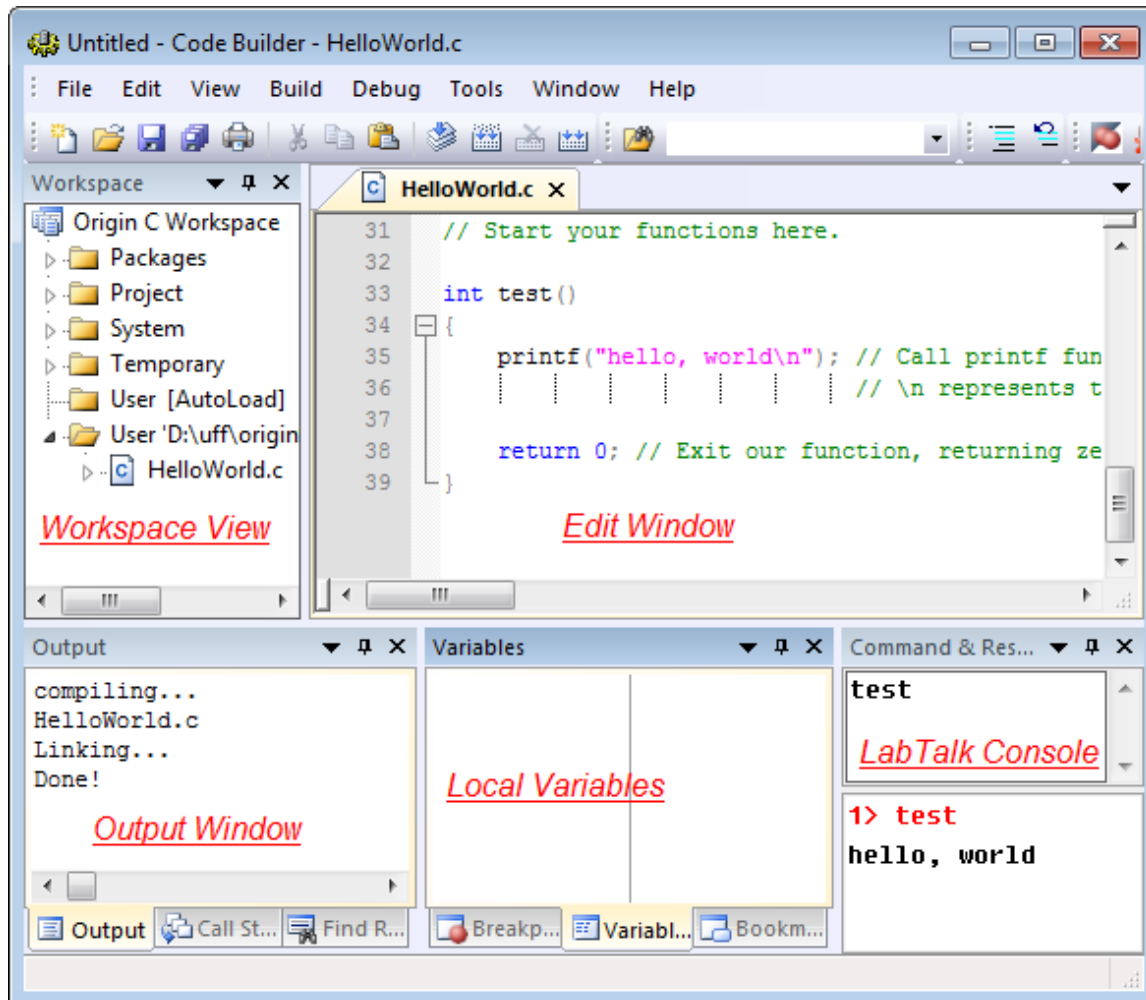 Untitled - Code Builder - HelloWorld.c
File Edit View Build Debug Tools Window Help
Workspace
Origin C Workspace
Packages
Project
System
Temporary
User [AutoLoad]
User 'D:\uff\origin
HelloWorld.c
Workspace View
HelloWorld.c
31 // Start your functions here.
32
33 int test()
34 {
35 printf("hello, world\n"); // Call printf fun
36 // \n represents t
37
38 return 0; // Exit our function, returning ze
39 }
Edit Window
Output
compiling...
HelloWorld.c
Linking...
Done!
Output Window
Output Call St... Find R...
Variables
Local Variables
Breakp... Variabl... Bookm...
Command & Res...
test
LabTalk Console
1> test
hello, world